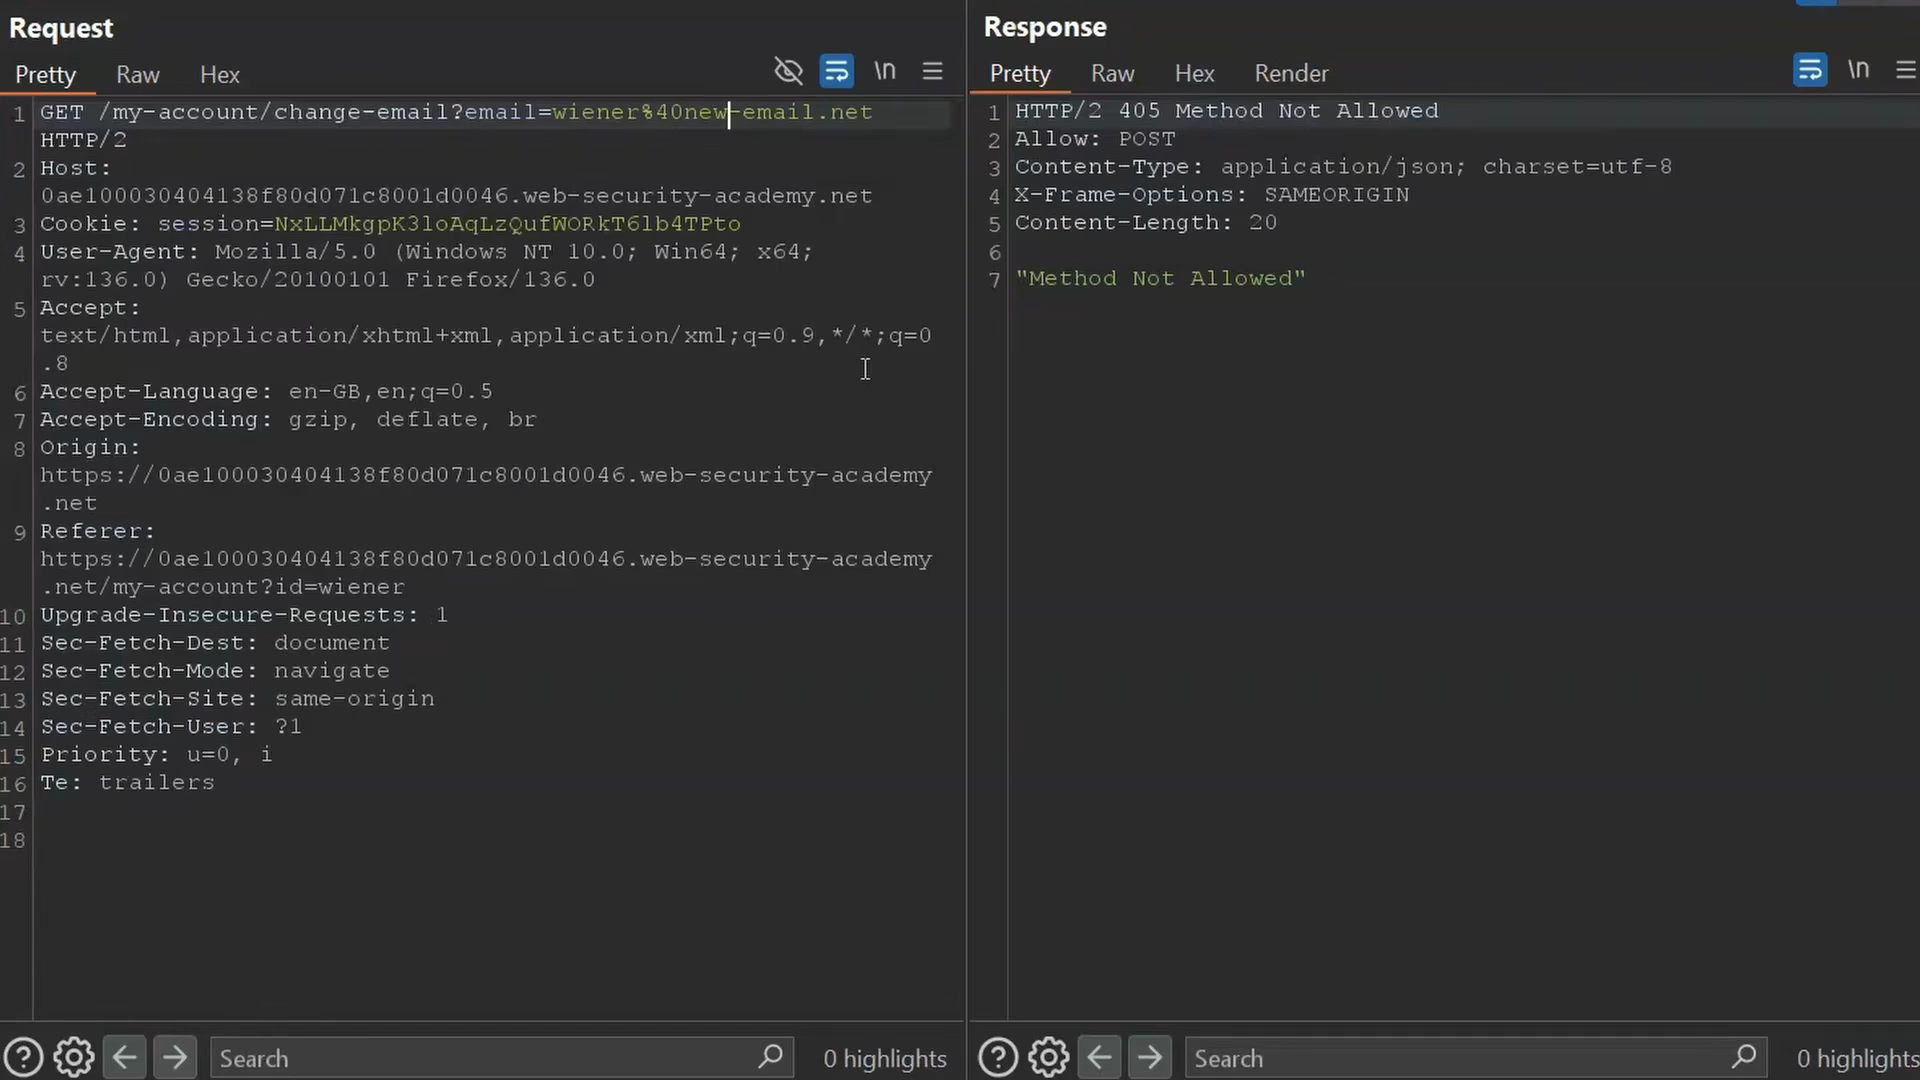 Request
Pretty Raw Hex
\n
1 GET /my-account/change-email?email=wiener%40new-email.net
HTTP/2
2 Host:
0ae100030404138f80d071c8001d0046.web-security-academy.net
3 Cookie: session=NxLLMkgpK3loAqLzQufWORkT6lb4TPto
4 User-Agent: Mozilla/5.0 (Windows NT 10.0; Win64; x64;
rv:136.0) Gecko/20100101 Firefox/136.0
5 Accept:
text/html,application/xhtml+xml,application/xml;q=0.9,*/*;q=0
.8
6 Accept-Language: en-GB,en;q=0.5
7 Accept-Encoding: gzip, deflate, br
8 Origin:
https://0ae100030404138f80d071c8001d0046.web-security-academy
.net
9 Referer:
https://0ae100030404138f80d071c8001d0046.web-security-academy
.net/my-account?id=wiener
10 Upgrade-Insecure-Requests: 1
11 Sec-Fetch-Dest: document
12 Sec-Fetch-Mode: navigate
13 Sec-Fetch-Site: same-origin
14 Sec-Fetch-User: ?1
15 Priority: u=0, i
16 Te: trailers
17
18
Search
0 highlights
Response
Pretty Raw Hex Render
\n
1 HTTP/2 405 Method Not Allowed
2 Allow: POST
3 Content-Type: application/json; charset=utf-8
4 X-Frame-Options: SAMEORIGIN
5 Content-Length: 20
6
7 "Method Not Allowed"
Search
0 highlights